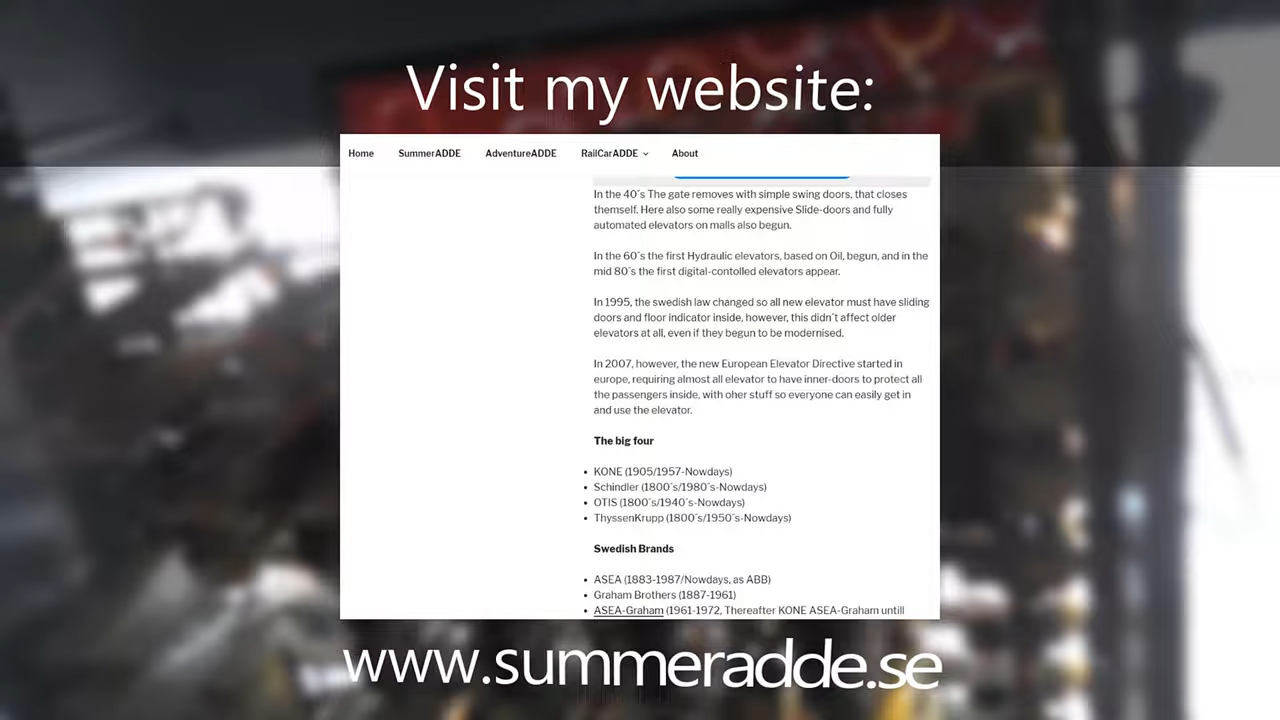 Visit my website:
Home SummerADDE AdventureADDE RailCarADDE About
In the 40´s The gate removes with simple swing doors, that closes
themself. Here also some really expensive Slide-doors and fully
automated elevators on malls also begun.
In the 60´s the first Hydraulic elevators, based on Oil, begun, and in the
mid 80´s the first digital-contolled elevators appear.
In 1995, the swedish law changed so all new elevator must have sliding
doors and floor indicator inside, however, this didn´t affect older
elevators at all, even if they begun to be modernised.
In 2007, however, the new European Elevator Directive started in
europe, requiring almost all elevator to have inner-doors to protect all
the passengers inside, with oher stuff so everyone can easily get in
and use the elevator.
The big four
• KONE (1905/1957-Nowdays)
• Schindler (1800´s/1980´s-Nowdays)
• OTIS (1800´s/1940´s-Nowdays)
• ThyssenKrupp (1800´s/1950´s-Nowdays)
Swedish Brands
• ASEA (1883-1987/Nowdays, as ABB)
• Graham Brothers (1887-1961)
• ASEA-Graham (1961-1972, Thereafter KONE ASEA-Graham untill
www.summeradde.se